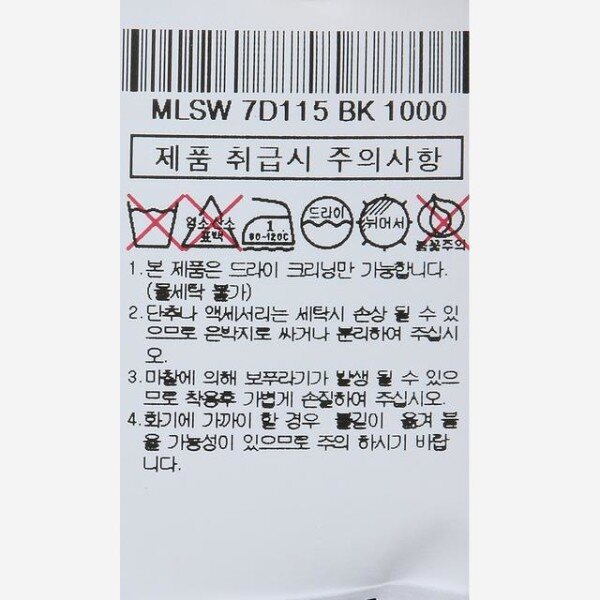 MLSW 7D115 BK 1000
제품 취급시 주의사항
염소산소 드라이 뉘어서
표백 1
80-120C 불꽃주의
1. 본 제품은 드라이 크리닝만 가능합니다.
(물세탁 불가)
2. 단추나 액세서리는 세탁시 손상 될 수 있
으므로 은박지로 싸거나 분리하여 주십시
오.
3. 마찰에 의해 보푸라기가 발생 될 수 있으
므로 착용후 가볍게 손질하여 주십시오.
4. 화기에 가까이 할 경우 불길이 옮겨 붙
을 가능성이 있으므로 주의 하시기 바랍
니다.